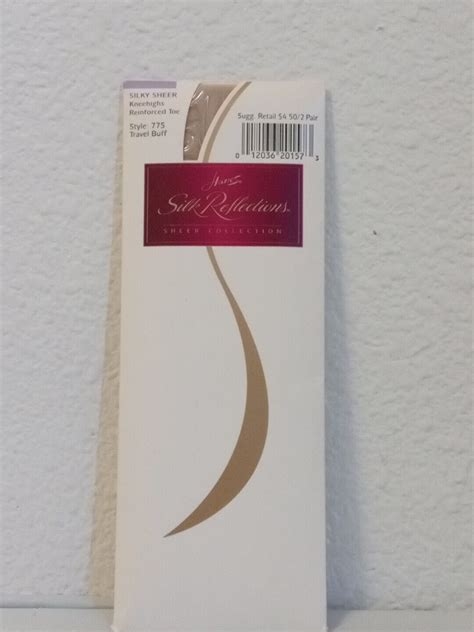 SILKY SHEER
Kneehighs
Reinforced Toe
Style: 775
Travel Buff
Sugg. Retail $4.50/2 Pair
0 12036 20157 3
Hanes
Silk Reflections
SHEER COLLECTION